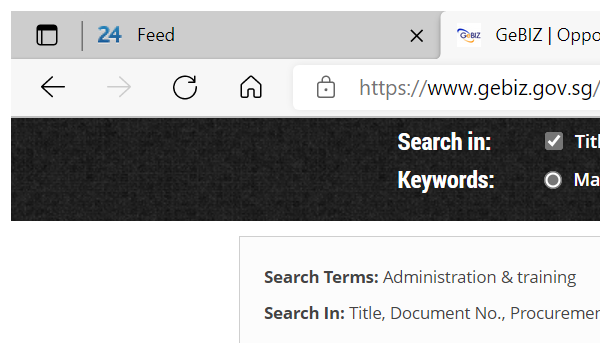 24 Feed
GeBIZ GeBIZ | Oppo
https://www.gebiz.gov.sg/
Search in: Titl
Keywords: Ma
Search Terms: Administration & training
Search In: Title, Document No., Procuremen